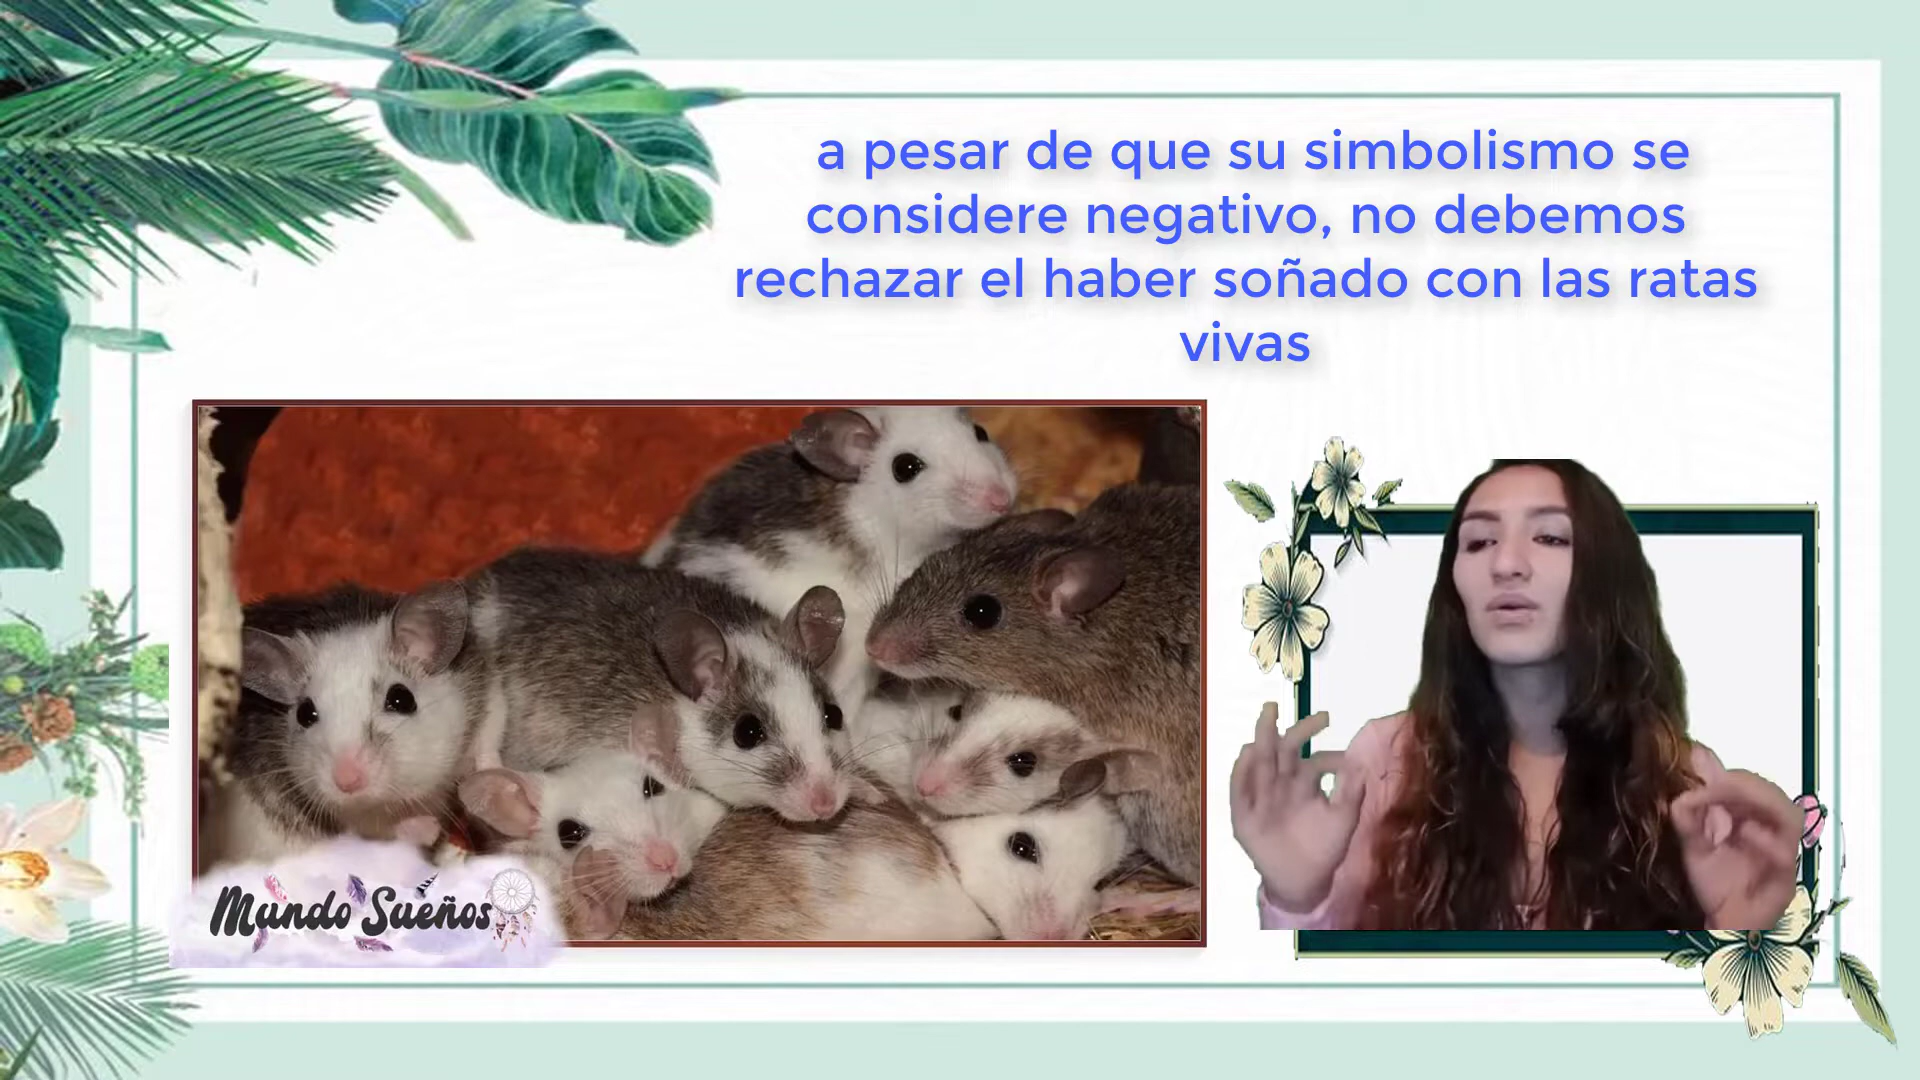 a pesar de que su simbolismo se
considere negativo, no debemos
rechazar el haber soñado con las ratas
vivas
Mundo Sueños